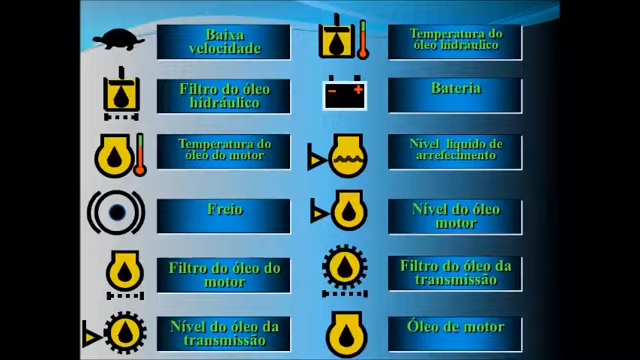 Baixa
velocidade
Temperatura do
óleo hidráulico
Filtro do óleo
hidráulico
Bateria
Temperatura do
óleo do motor
Nível líquido de
arrefecimento
Freio
Nível do óleo
motor
Filtro do óleo do
motor
Filtro do óleo da
transmissão
Nível do óleo da
transmissão
Óleo de motor